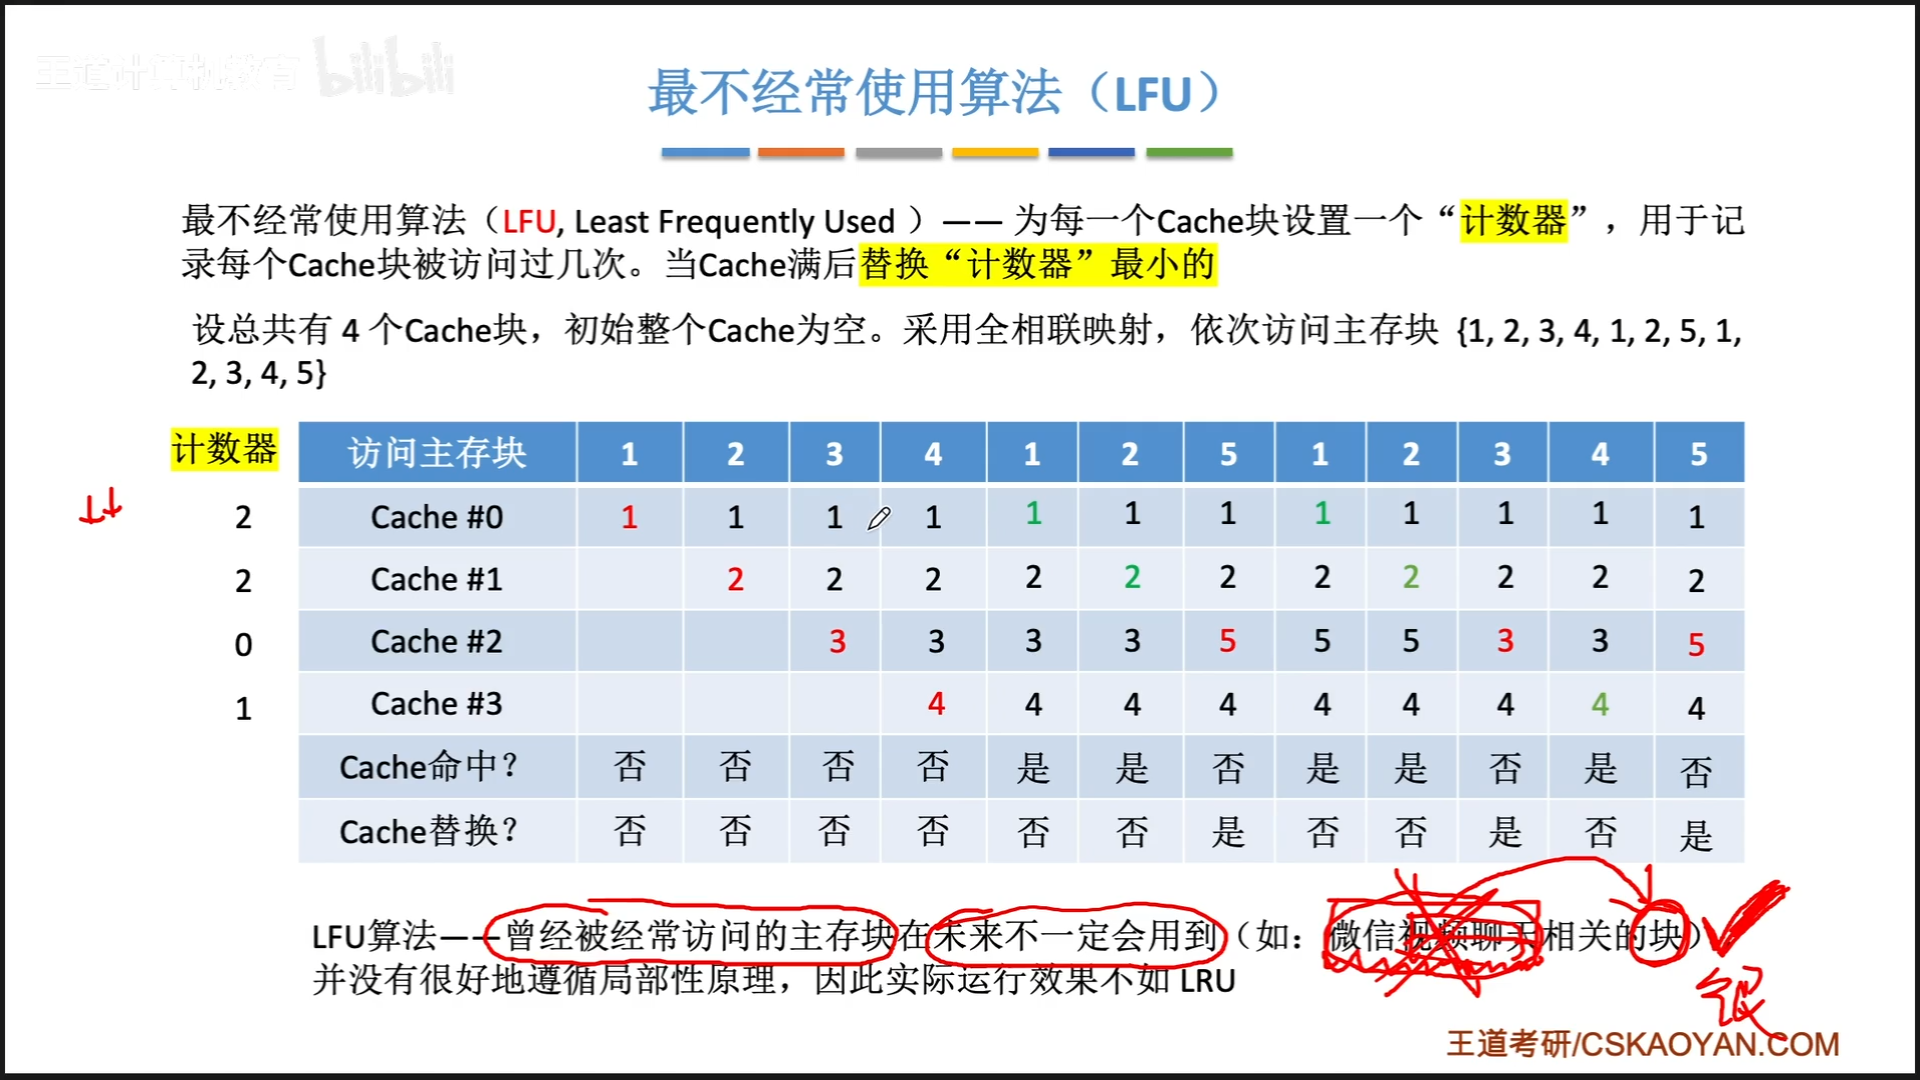 王道计算机教育 bilibili
最不经常使用算法（LFU）
最不经常使用算法（LFU, Least Frequently Used ）—— 为每一个Cache块设置一个“计数器”，用于记
录每个Cache块被访问过几次。当Cache满后替换“计数器”最小的
设总共有 4 个Cache块，初始整个Cache为空。采用全相联映射，依次访问主存块 {1, 2, 3, 4, 1, 2, 5, 1,
2, 3, 4, 5}
计数器 访问主存块 1 2 3 4 1 2 5 1 2 3 4 5
2 Cache #0 1 1 1 1 1 1 1 1 1 1 1 1
2 Cache #1 2 2 2 2 2 2 2 2 2 2 2
0 Cache #2 3 3 3 3 5 5 5 3 3 5
1 Cache #3 4 4 4 4 4 4 4 4 4
Cache命中？ 否 否 否 否 是 是 否 是 是 否 是 否
Cache替换？ 否 否 否 否 否 否 是 否 否 是 否 是
LFU算法——曾经被经常访问的主存块在未来不一定会用到（如：微信视频聊天相关的块），
并没有很好地遵循局部性原理，因此实际运行效果不如 LRU
王道考研/CSKAOYAN.COM